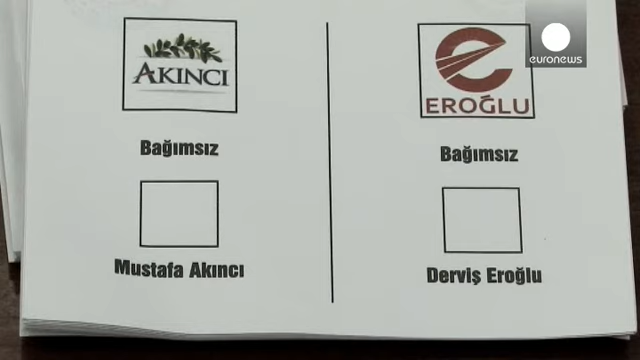 AKINCI
Bağımsız
Mustafa Akıncı
EROĞLU
Bağımsız
Derviş Eroğlu
euronews